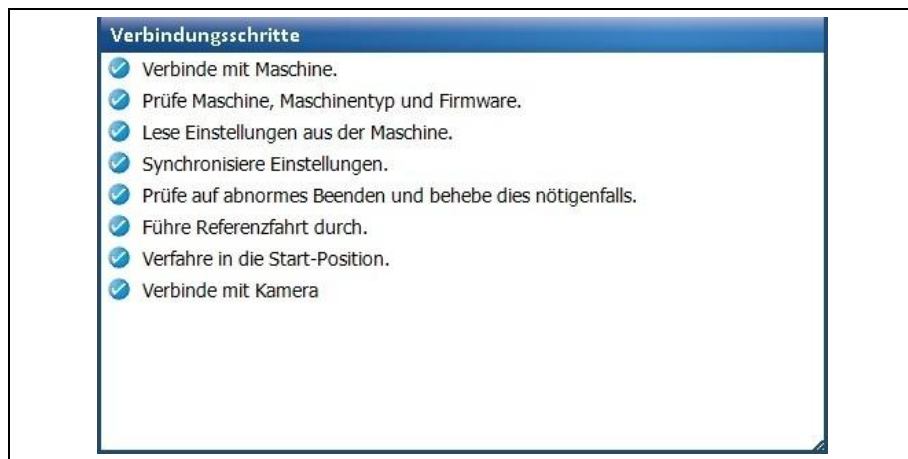 Verbindungsschritte
Verbinde mit Maschine.
Prüfe Maschine, Maschinentyp und Firmware.
Lese Einstellungen aus der Maschine.
Synchronisiere Einstellungen.
Prüfe auf abnormes Beenden und behebe dies nötigenfalls.
Führe Referenzfahrt durch.
Verfahre in die Start-Position.
Verbinde mit Kamera